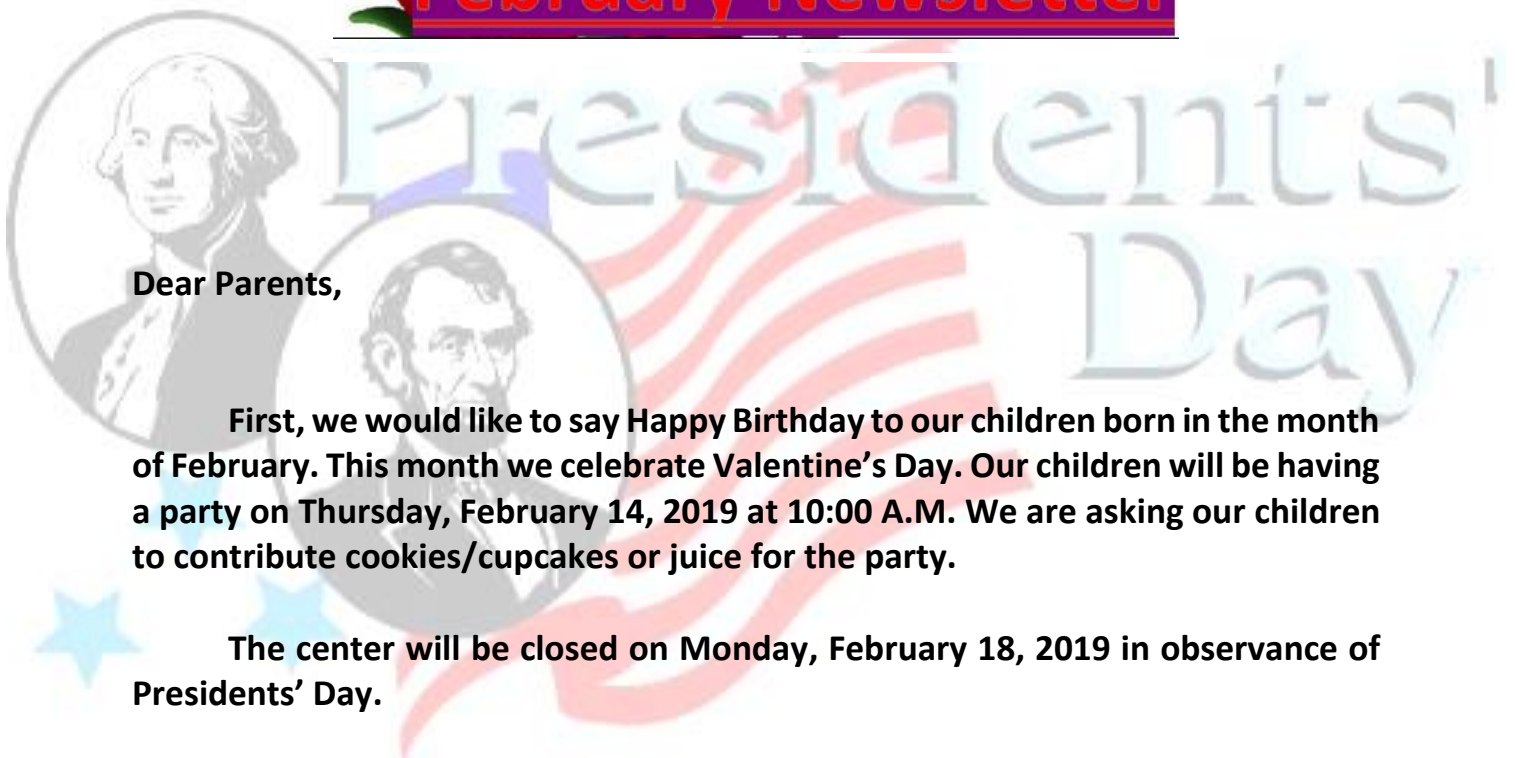 February Newsletter
Presidents'
Day
Dear Parents,
First, we would like to say Happy Birthday to our children born in the month
of February. This month we celebrate Valentine’s Day. Our children will be having
a party on Thursday, February 14, 2019 at 10:00 A.M. We are asking our children
to contribute cookies/cupcakes or juice for the party.
The center will be closed on Monday, February 18, 2019 in observance of
Presidents’ Day.